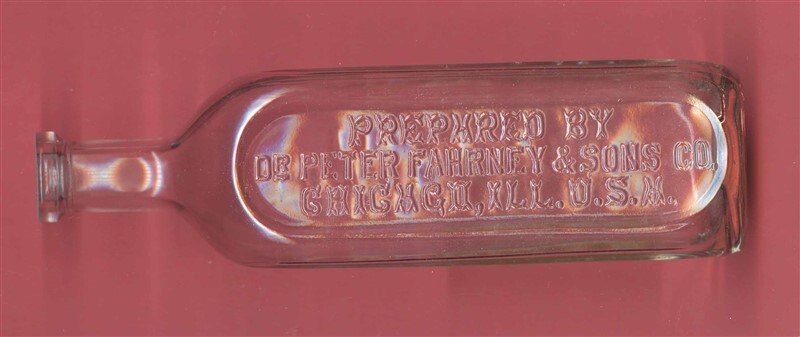 PREPARED BY
DR PETER FAHRNEY & SONS CO.
CHICAGO, ILL. U.S.A.